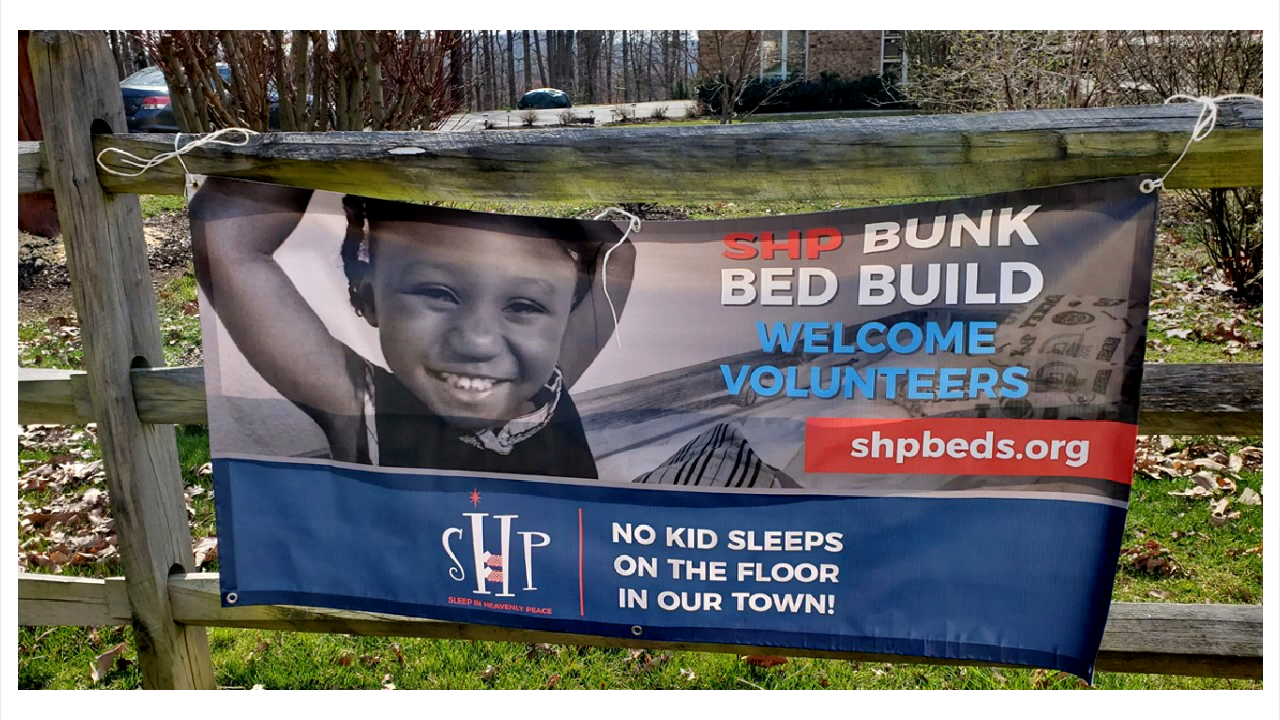 SHP BUNK
BED BUILD
WELCOME
VOLUNTEERS
shpbeds.org
SHP
SLEEP IN HEAVENLY PEACE
NO KID SLEEPS
ON THE FLOOR
IN OUR TOWN!